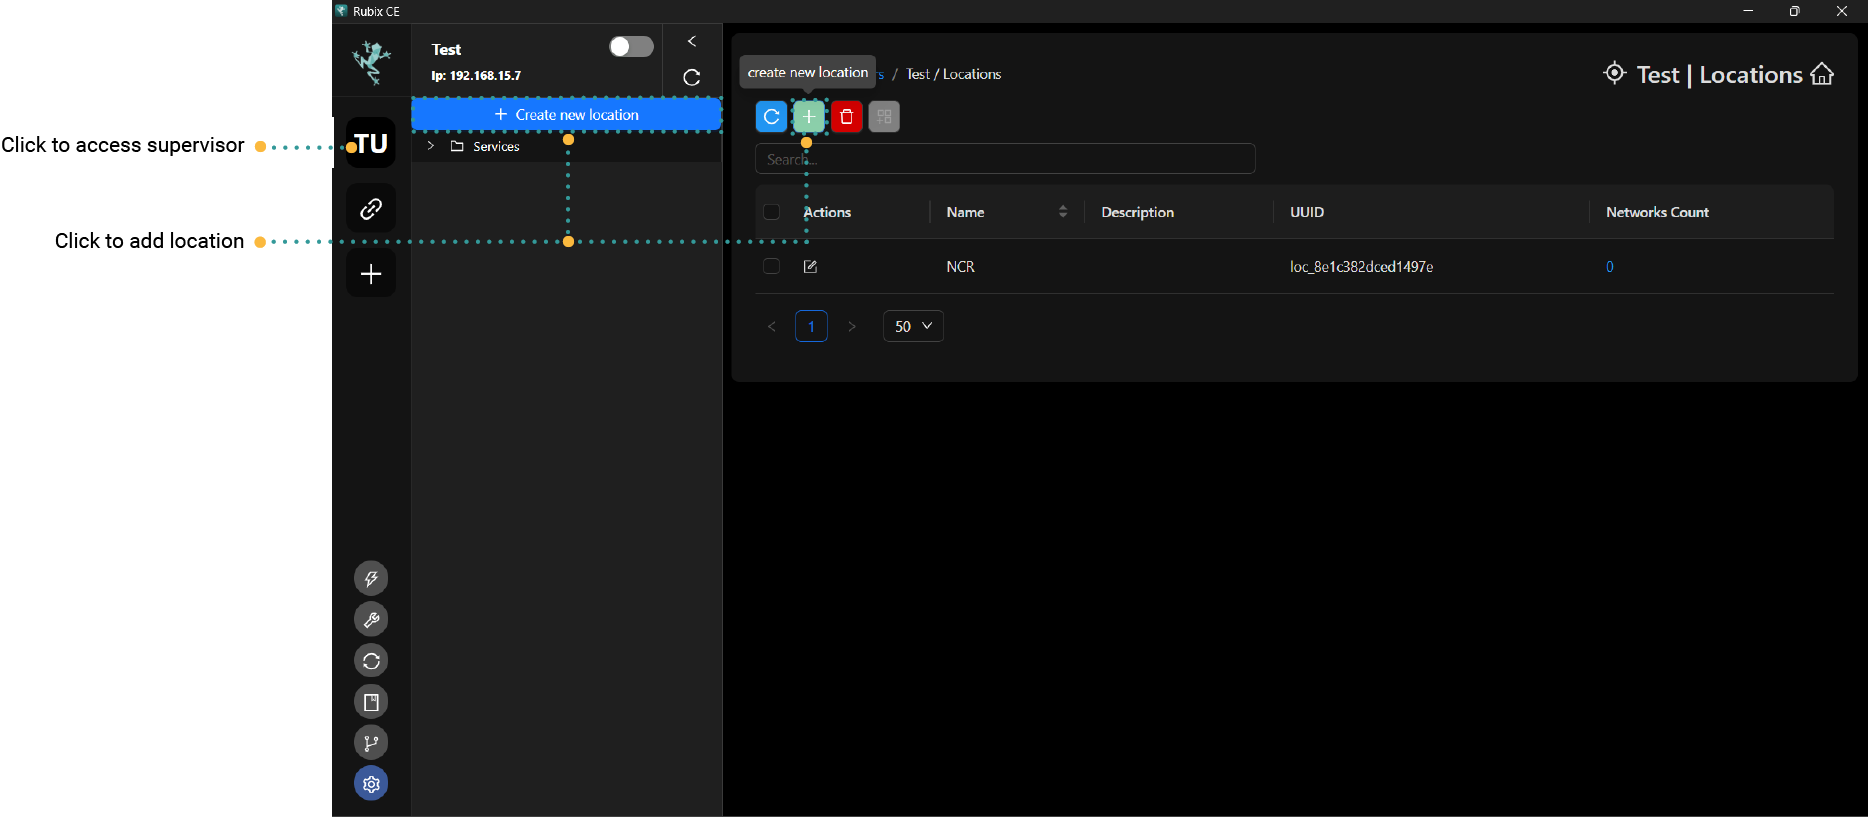 Rubix CE
Test
Ip: 192.168.15.7
Create new location
Services
Click to access supervisor
TU
Click to add location
create new location
/ Test / Locations
Test | Locations
Search...
Actions Name Description UUID Networks Count
NCR loc_8e1c382dced1497e 0
1 50